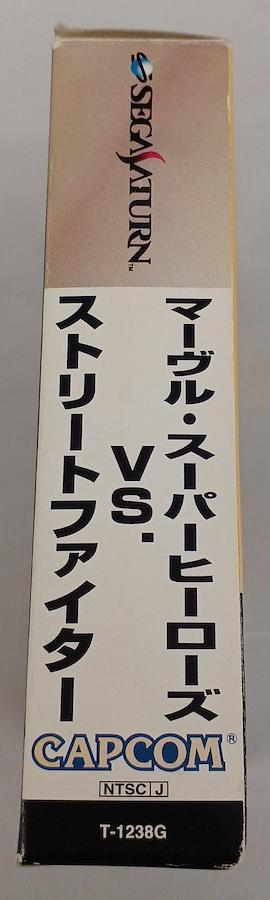 SEGA SATURN™
マーヴル・スーパーヒーローズ
VS.
ストリートファイター
CAPCOM®
NTSC J
T-1238G